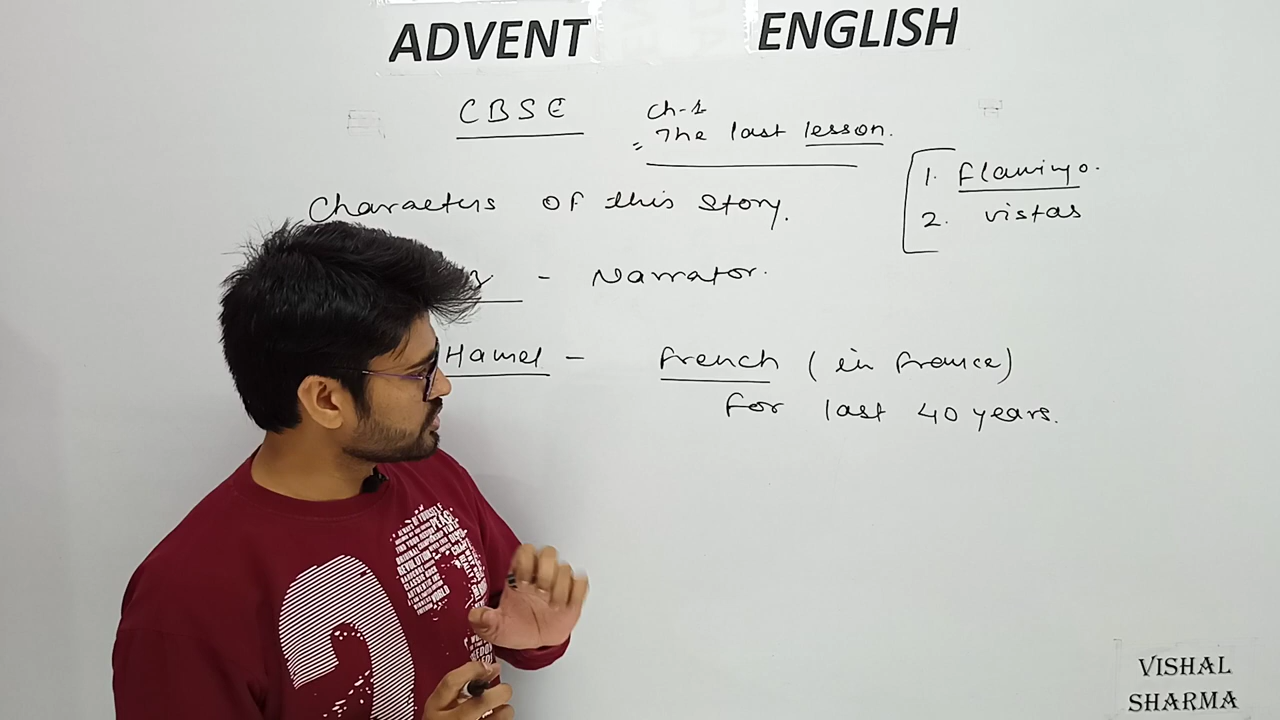 ADVENT ENGLISH
CBSE
Ch-1
The last lesson.
1. Flamingo.
2. vistas
Characters of this story.
- Narrator.
Hamel - French (in France)
for last 40 years.
VISHAL
SHARMA